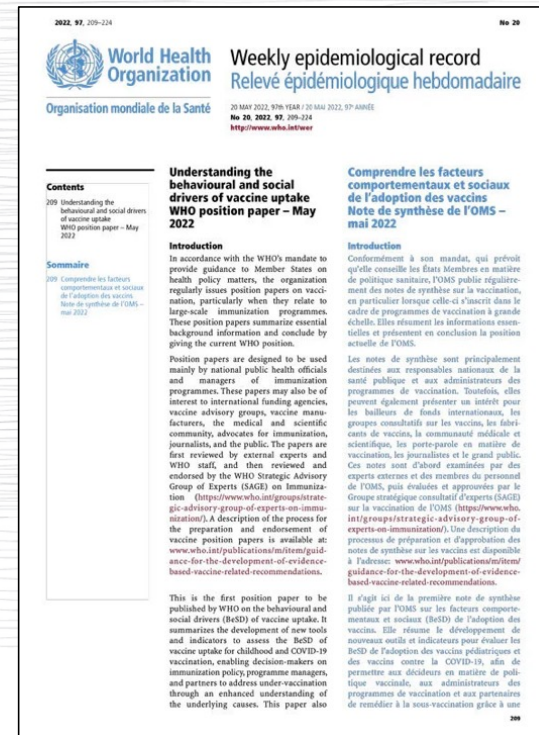 2022, 97, 209–224
No 20
World Health
Organization
Organisation mondiale de la Santé
Weekly epidemiological record
Relevé épidémiologique hebdomadaire
20 MAY 2022, 97th YEAR / 20 MAI 2022, 97e ANNÉE
No 20, 2022, 97, 209–224
http://www.who.int/wer
Contents
209 Understanding the
behavioural and social drivers
of vaccine uptake
WHO position paper – May
2022
Sommaire
209 Comprendre les facteurs
comportementaux et sociaux
de l'adoption des vaccins
Note de synthèse de l'OMS –
mai 2022
Understanding the
behavioural and social
drivers of vaccine uptake
WHO position paper – May
2022
Introduction
In accordance with the WHO's mandate to
provide guidance to Member States on
health policy matters, the organization
regularly issues position papers on vacci-
nation, particularly when they relate to
large-scale immunization programmes.
These position papers summarize essential
background information and conclude by
giving the current WHO position.
Position papers are designed to be used
mainly by national public health officials
and managers of immunization
programmes. These papers may also be of
interest to international funding agencies,
vaccine advisory groups, vaccine manu-
facturers, the medical and scientific
community, advocates for immunization,
journalists, and the public. The papers are
first reviewed by external experts and
WHO staff, and then reviewed and
endorsed by the WHO Strategic Advisory
Group of Experts (SAGE) on Immuniza-
tion (https://www.who.int/groups/strate-
gic-advisory-group-of-experts-on-immu-
nization/). A description of the process for
the preparation and endorsement of
vaccine position papers is available at:
www.who.int/publications/m/item/guid-
ance-for-the-development-of-evidence-
based-vaccine-related-recommendations.
This is the first position paper to be
published by WHO on the behavioural and
social drivers (BeSD) of vaccine uptake. It
summarizes the development of new tools
and indicators to assess the BeSD of
vaccine uptake for childhood and COVID-19
vaccination, enabling decision-makers on
immunization policy, programme managers,
and partners to address under-vaccination
through an enhanced understanding of
the underlying causes. This paper also
Comprendre les facteurs
comportementaux et sociaux
de l'adoption des vaccins
Note de synthèse de l'OMS –
mai 2022
Introduction
Conformément à son mandat, qui prévoit
qu'elle conseille les États Membres en matière
de politique sanitaire, l'OMS publie régulière-
ment des notes de synthèse sur la vaccination,
en particulier lorsque celle-ci s'inscrit dans le
cadre de programmes de vaccination à grande
échelle. Elles résument les informations essen-
tielles et présentent en conclusion la position
actuelle de l'OMS.
Les notes de synthèse sont principalement
destinées aux responsables nationaux de la
santé publique et aux administrateurs des
programmes de vaccination. Toutefois, elles
peuvent également présenter un intérêt pour
les bailleurs de fonds internationaux, les
groupes consultatifs sur les vaccins, les fabri-
cants de vaccins, la communauté médicale et
scientifique, les porte-parole en matière de
vaccination, les journalistes et le grand public.
Ces notes sont d'abord examinées par des
experts externes et des membres du personnel
de l'OMS, puis évaluées et approuvées par le
Groupe stratégique consultatif d'experts (SAGE)
sur la vaccination de l'OMS (https://www.who.
int/groups/strategic-advisory-group-of-
experts-on-immunization/). Une description du
processus de préparation et d'approbation des
notes de synthèse sur les vaccins est disponible
à l'adresse: www.who.int/publications/m/item/
guidance-for-the-development-of-evidence-
based-vaccine-related-recommendations.
Il s'agit ici de la première note de synthèse
publiée par l'OMS sur les facteurs comporte-
mentaux et sociaux (BeSD) de l'adoption des
vaccins. Elle résume le développement de
nouveaux outils et indicateurs pour évaluer les
BeSD de l'adoption des vaccins pédiatriques et
des vaccins contre la COVID-19, afin de
permettre aux décideurs en matière de poli-
tique vaccinale, aux administrateurs des
programmes de vaccination et aux partenaires
de remédier à la sous-vaccination grâce à une
209